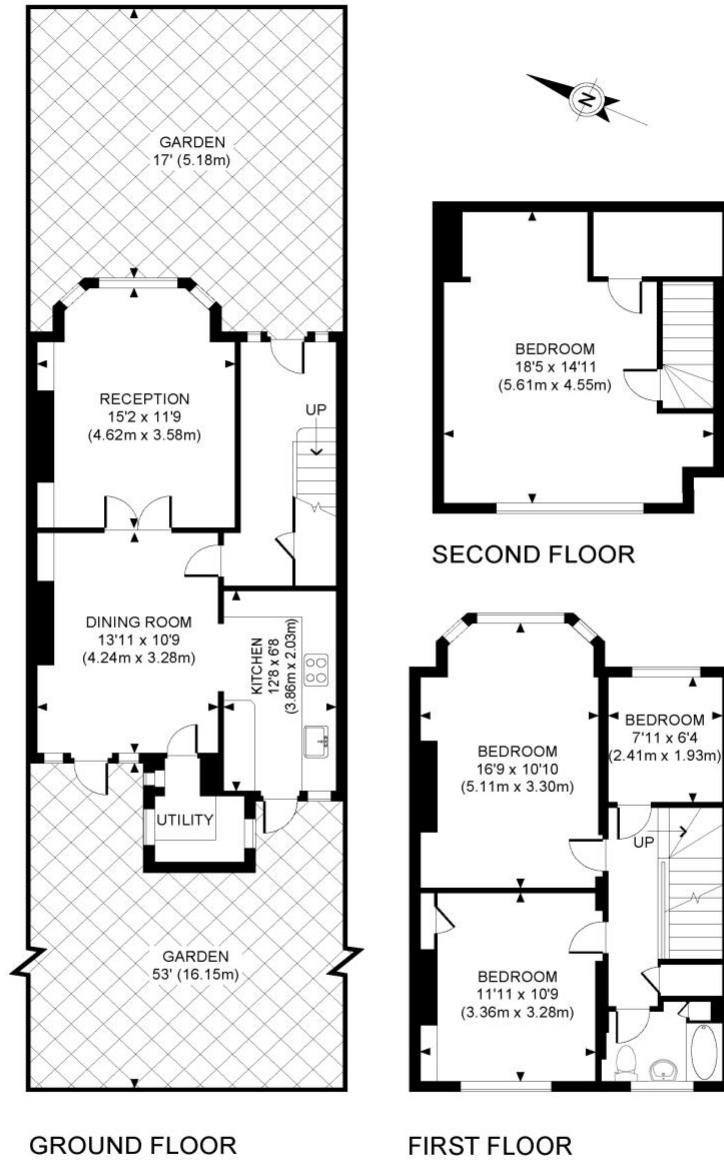 GARDEN
17' (5.18m)
N
RECEPTION
15'2 x 11'9
(4.62m x 3.58m)
UP
DINING ROOM
13'11 x 10'9
(4.24m x 3.28m)
KITCHEN
12'8 x 6'8
(3.86m x 2.03m)
UTILITY
GARDEN
53' (16.15m)
GROUND FLOOR
BEDROOM
18'5 x 14'11
(5.61m x 4.55m)
SECOND FLOOR
BEDROOM
16'9 x 10'10
(5.11m x 3.30m)
BEDROOM
7'11 x 6'4
(2.41m x 1.93m)
UP
BEDROOM
11'11 x 10'9
(3.36m x 3.28m)
FIRST FLOOR